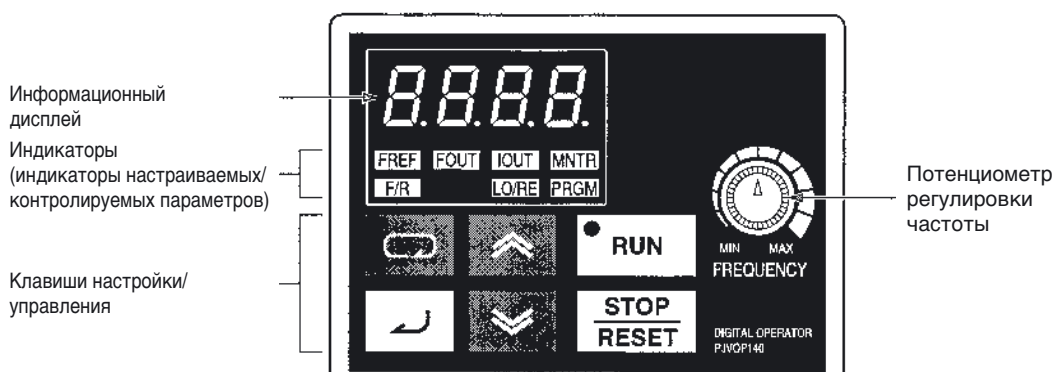 Информационный
дисплей
8.8.8.8.
Индикаторы
(индикаторы настраиваемых/
контролируемых параметров)
FREF FOUT IOUT MNTR
F/R LO/RE PRGM
Потенциометр
регулировки
частоты
RUN
MIN MAX
FREQUENCY
Клавиши настройки/
управления
STOP
RESET
DIGITAL OPERATOR
PJVOP140